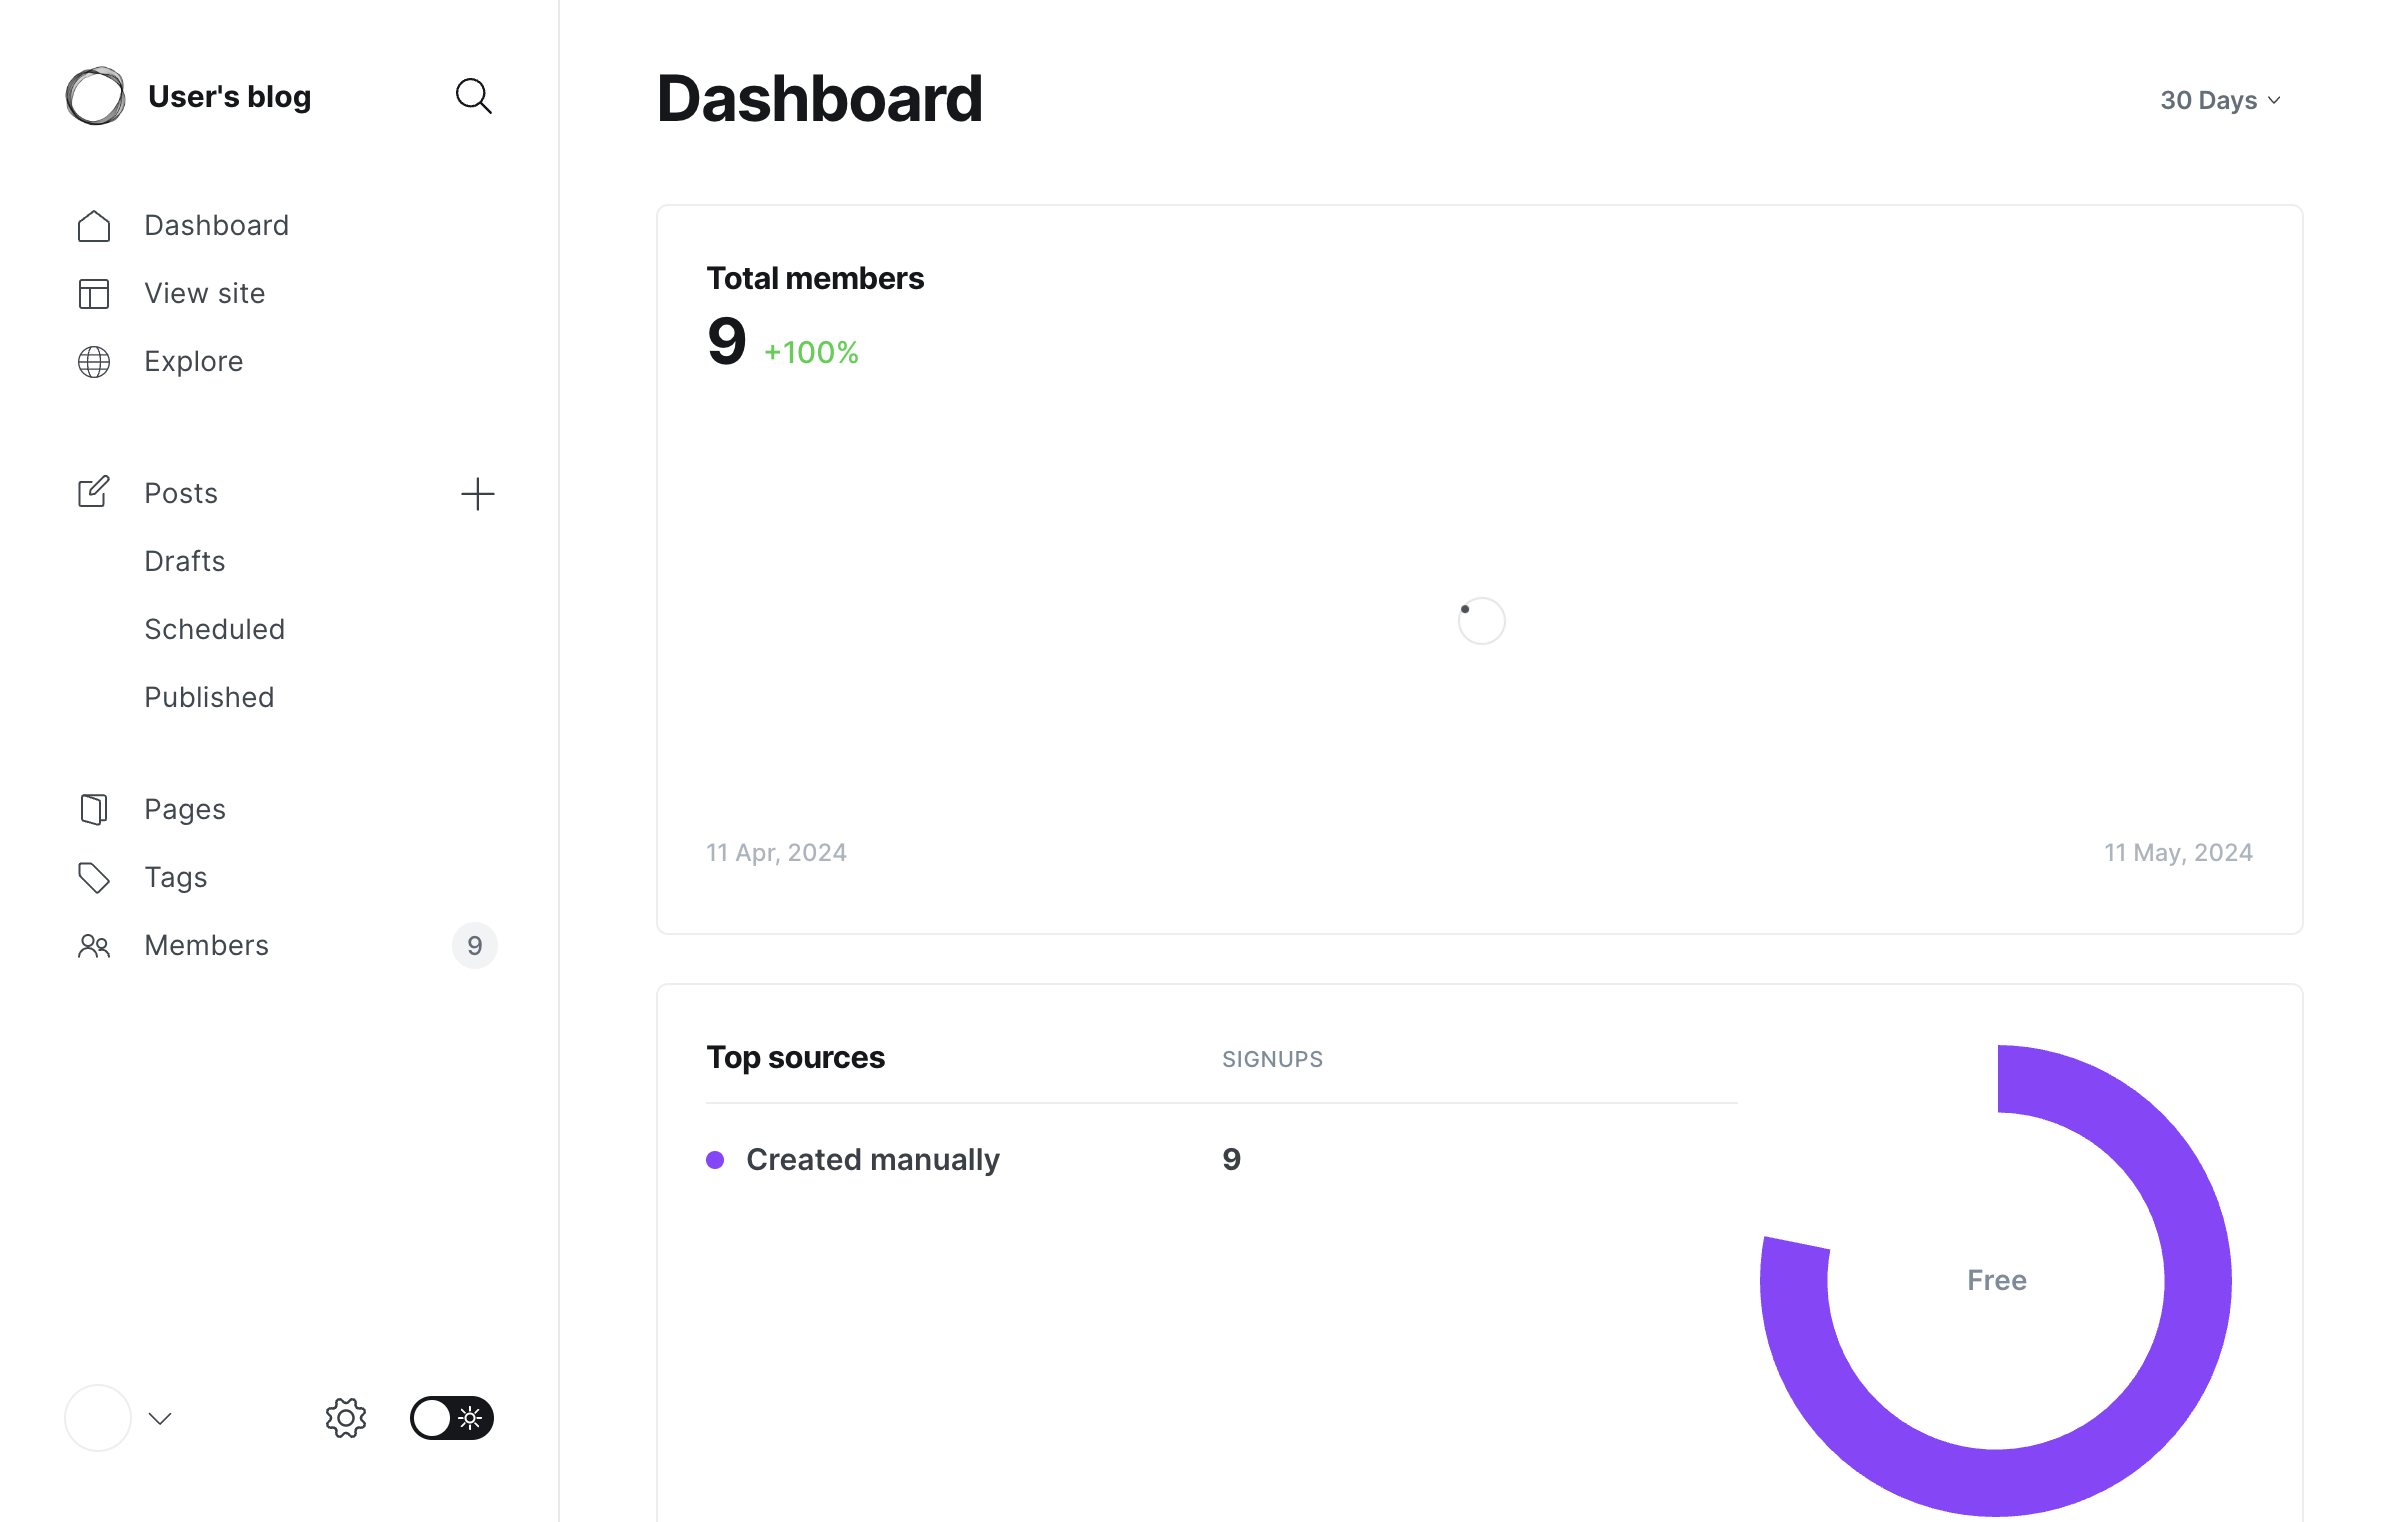 User's blog
Dashboard
View site
Explore
Posts
Drafts
Scheduled
Published
Pages
Tags
Members 9
Dashboard
30 Days
Total members
9 +100%
11 Apr, 2024 11 May, 2024
Top sources SIGNUPS
Created manually 9
Free